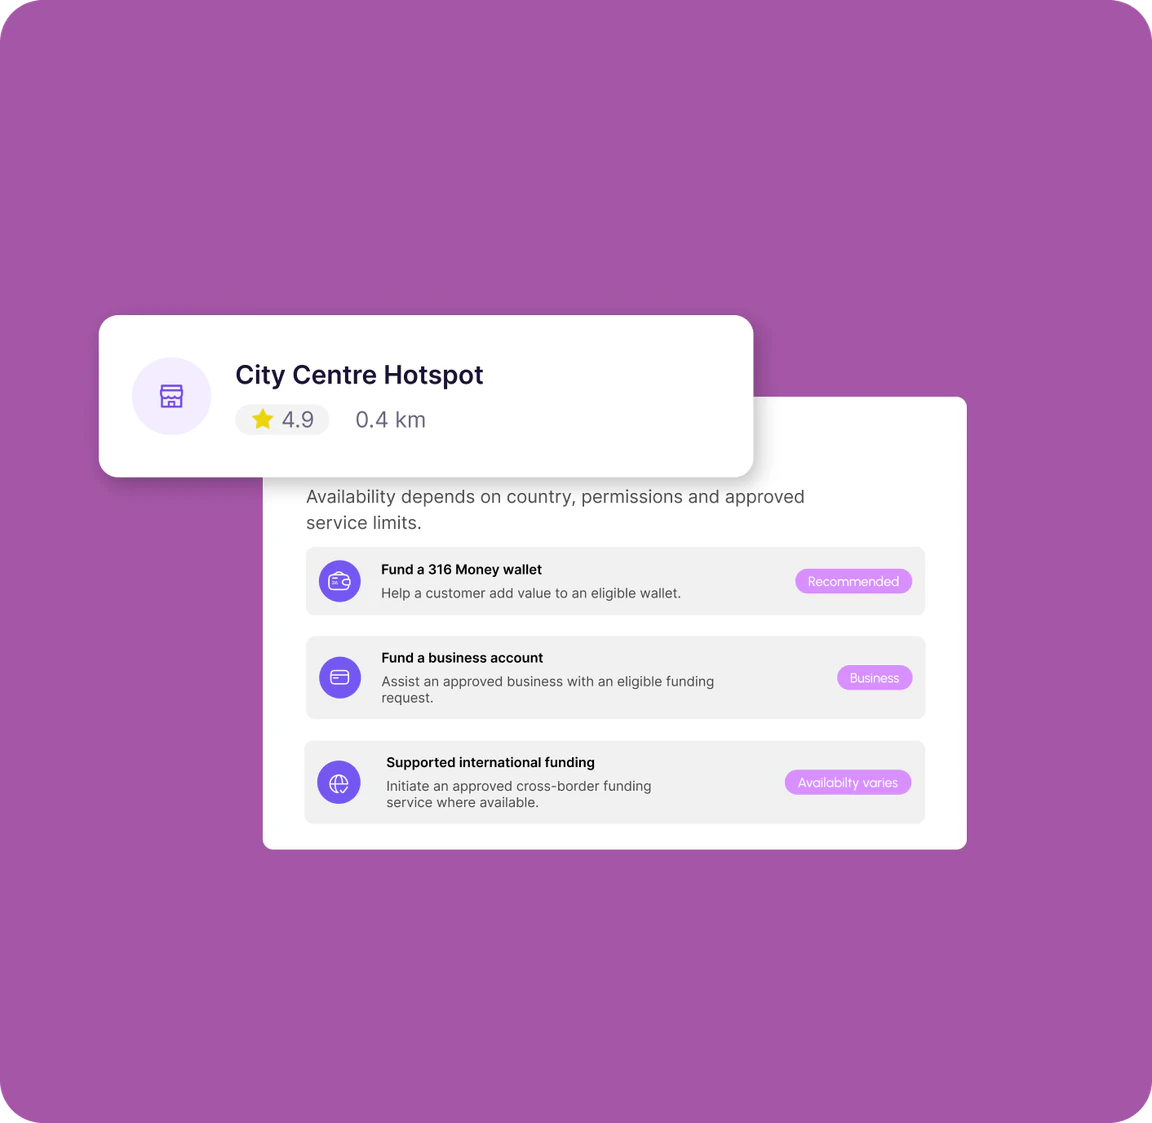 City Centre Hotspot
4.9 0.4 km
Availability depends on country, permissions and approved
service limits.
Fund a 316 Money wallet
Help a customer add value to an eligible wallet.
Recommended
Fund a business account
Assist an approved business with an eligible funding
request.
Business
Supported international funding
Initiate an approved cross-border funding
service where available.
Availabilty varies